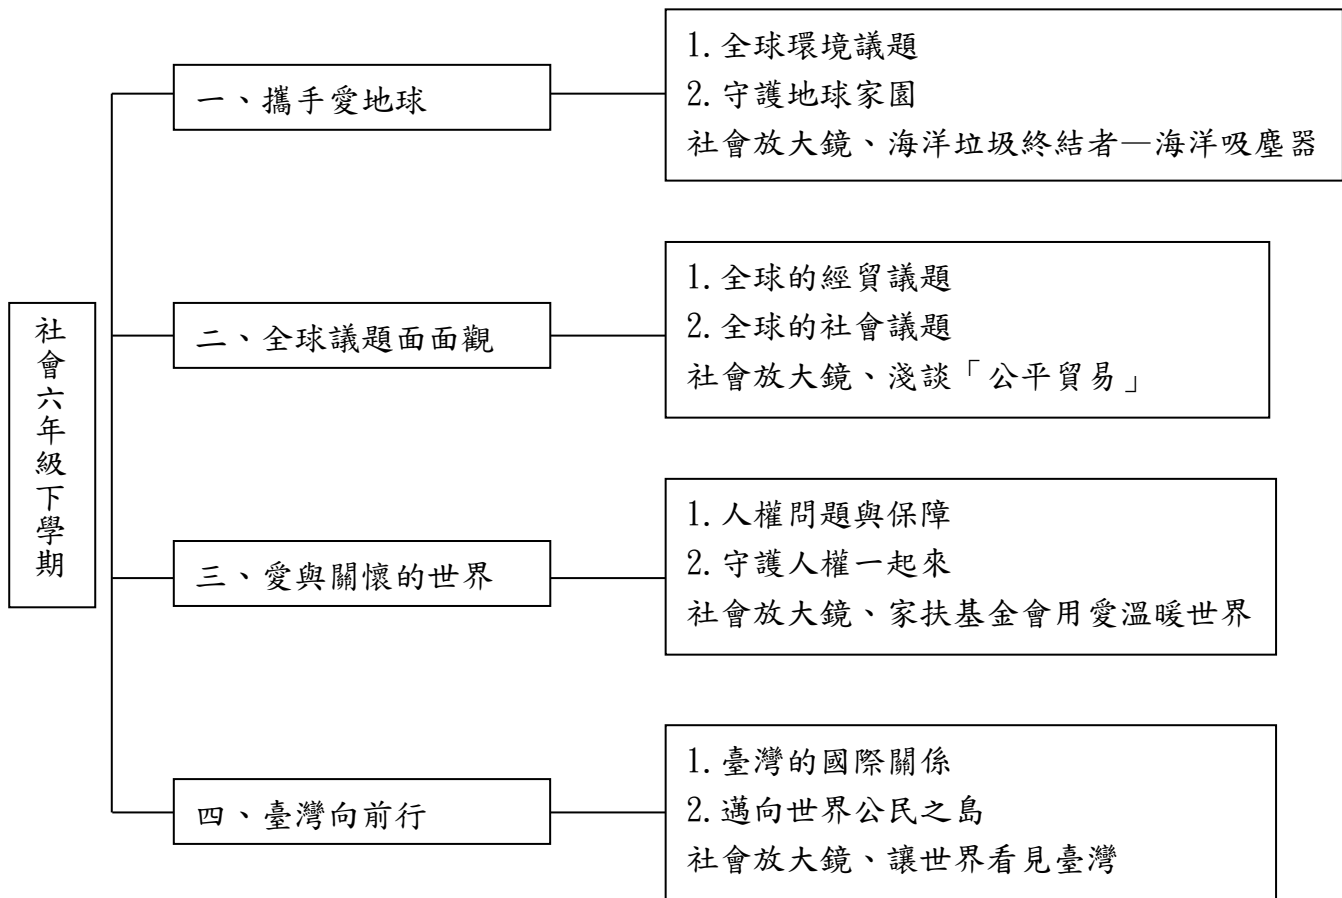 社會六年級下學期
一、攜手愛地球
1.全球環境議題
2.守護地球家園
社會放大鏡、海洋垃圾終結者—海洋吸塵器
二、全球議題面面觀
1.全球的經貿議題
2.全球的社會議題
社會放大鏡、淺談「公平貿易」
三、愛與關懷的世界
1.人權問題與保障
2.守護人權一起來
社會放大鏡、家扶基金會用愛溫暖世界
四、臺灣向前行
1.臺灣的國際關係
2.邁向世界公民之島
社會放大鏡、讓世界看見臺灣